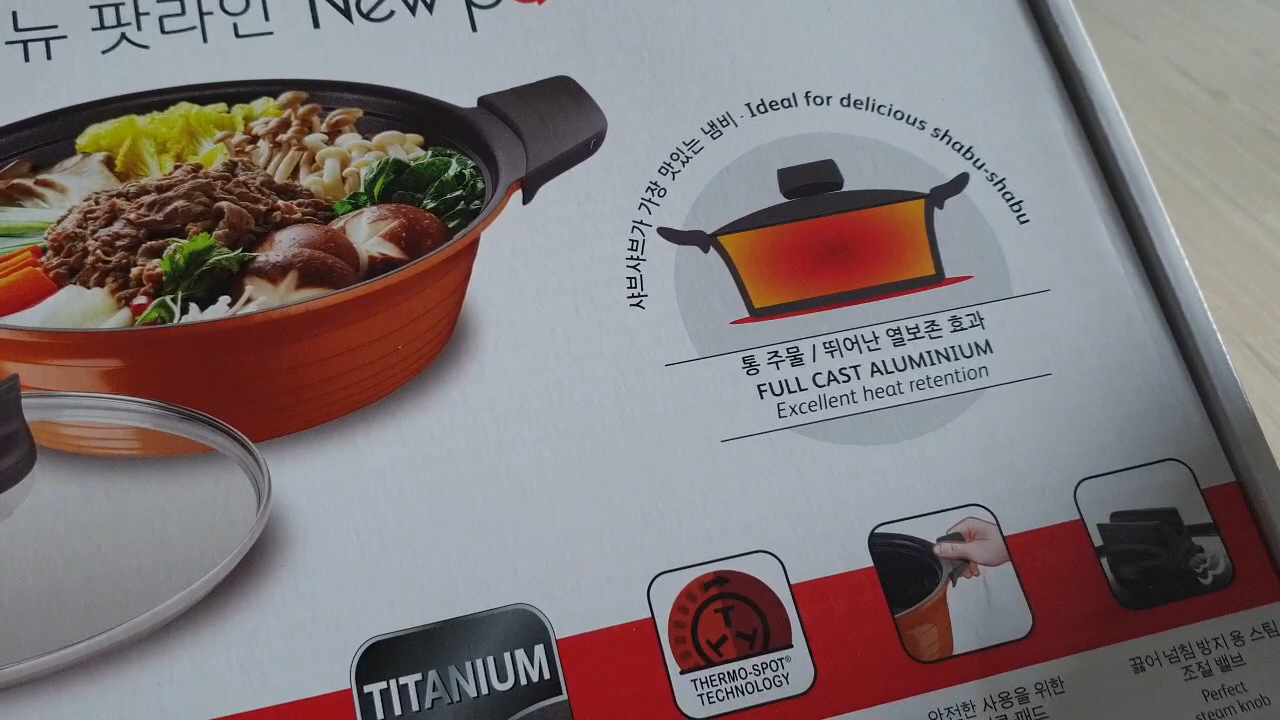 뉴 팟라인 New
샤브샤브가 가장 맛있는 냄비 · Ideal for delicious shabu-shabu
통 주물 / 뛰어난 열보존 효과
FULL CAST ALUMINIUM
Excellent heat retention
TITANIUM
THERMO-SPOT®
TECHNOLOGY
안전한 사용을 위한
끓어 넘침 방지 용 스팀
조절 밸브
Perfect
steam knob